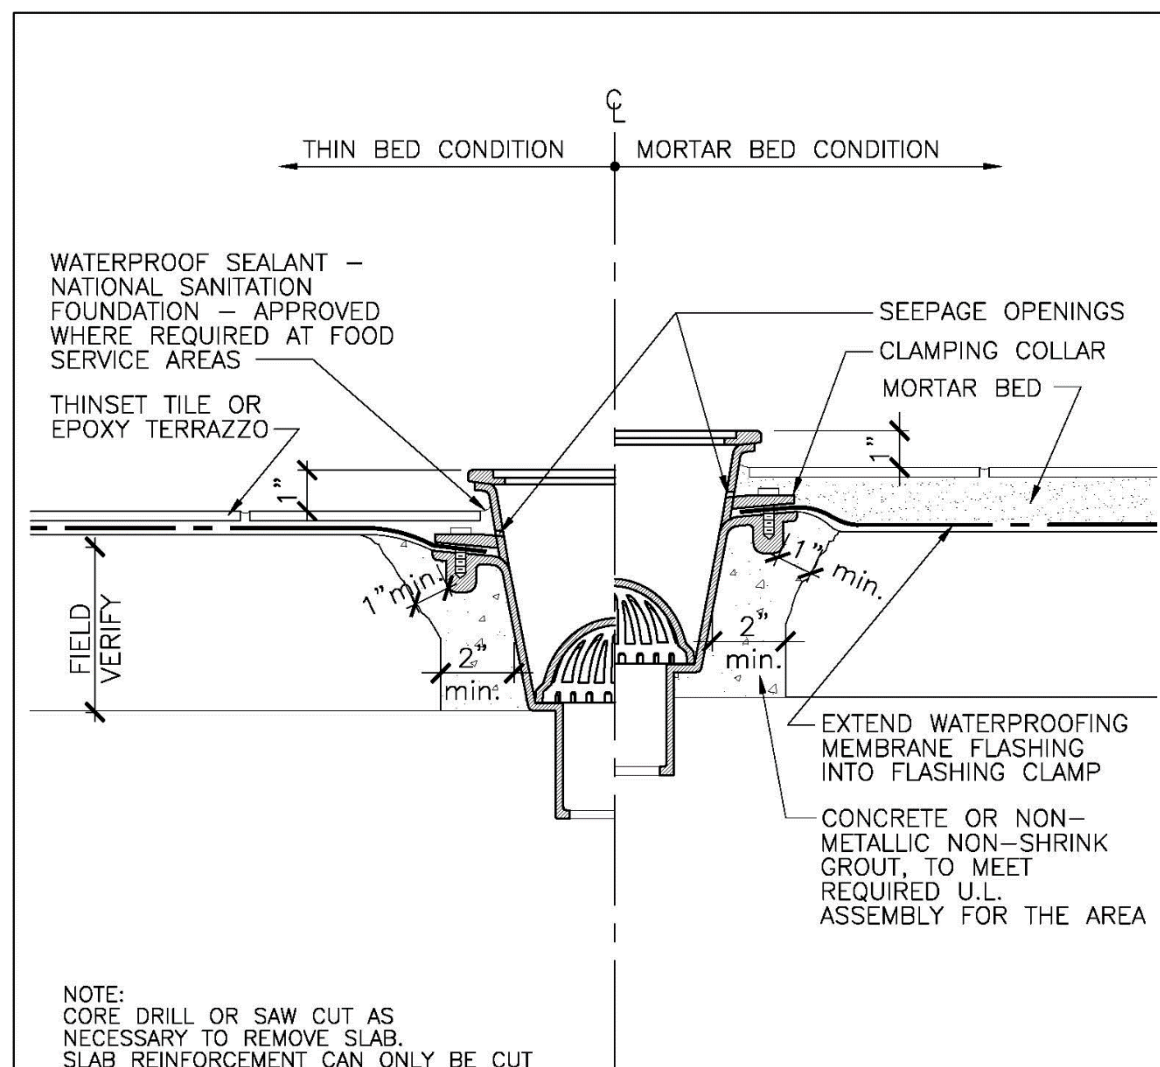 ℄
THIN BED CONDITION
MORTAR BED CONDITION
WATERPROOF SEALANT –
NATIONAL SANITATION
FOUNDATION – APPROVED
WHERE REQUIRED AT FOOD
SERVICE AREAS
THINSET TILE OR
EPOXY TERRAZZO
SEEPAGE OPENINGS
CLAMPING COLLAR
MORTAR BED
1"
1"
1" min.
1" min.
FIELD
VERIFY
2"
min.
2"
min.
EXTEND WATERPROOFING
MEMBRANE FLASHING
INTO FLASHING CLAMP
CONCRETE OR NON–
METALLIC NON–SHRINK
GROUT, TO MEET
REQUIRED U.L.
ASSEMBLY FOR THE AREA
NOTE:
CORE DRILL OR SAW CUT AS
NECESSARY TO REMOVE SLAB.
SLAB REINFORCEMENT CAN ONLY BE CUT